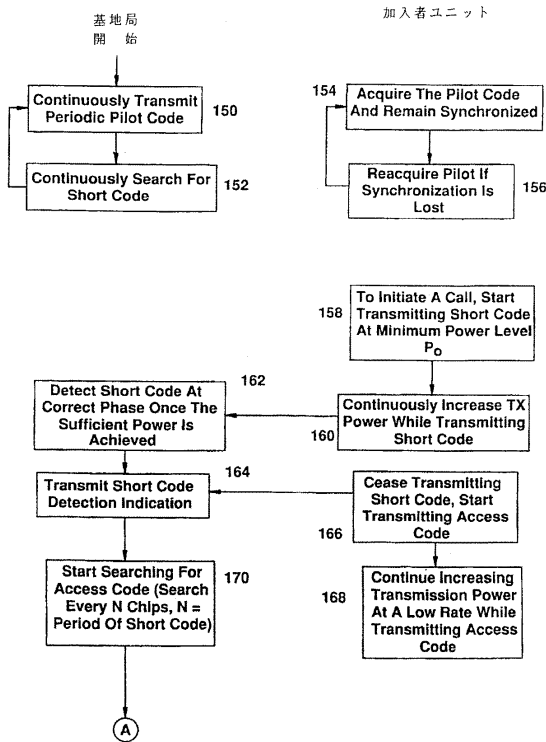 基地局
開 始
加入者ユニット
Continuously Transmit
Periodic Pilot Code
150
Continuously Search For
Short Code
152
154
Acquire The Pilot Code
And Remain Synchronized
Reacquire Pilot If
Synchronization Is
Lost
156
To Initiate A Call, Start
Transmitting Short Code
At Minimum Power Level
Po
158
162
Detect Short Code At
Correct Phase Once The
Sufficient Power Is
Achieved
Continuously Increase TX
Power While Transmitting
Short Code
160
164
Transmit Short Code
Detection Indication
Cease Transmitting
Short Code, Start
Transmitting Access
Code
166
Start Searching For
Access Code (Search
Every N Chips, N =
Period Of Short Code)
170
168
Continue Increasing
Transmission Power
At A Low Rate While
Transmitting Access
Code
A